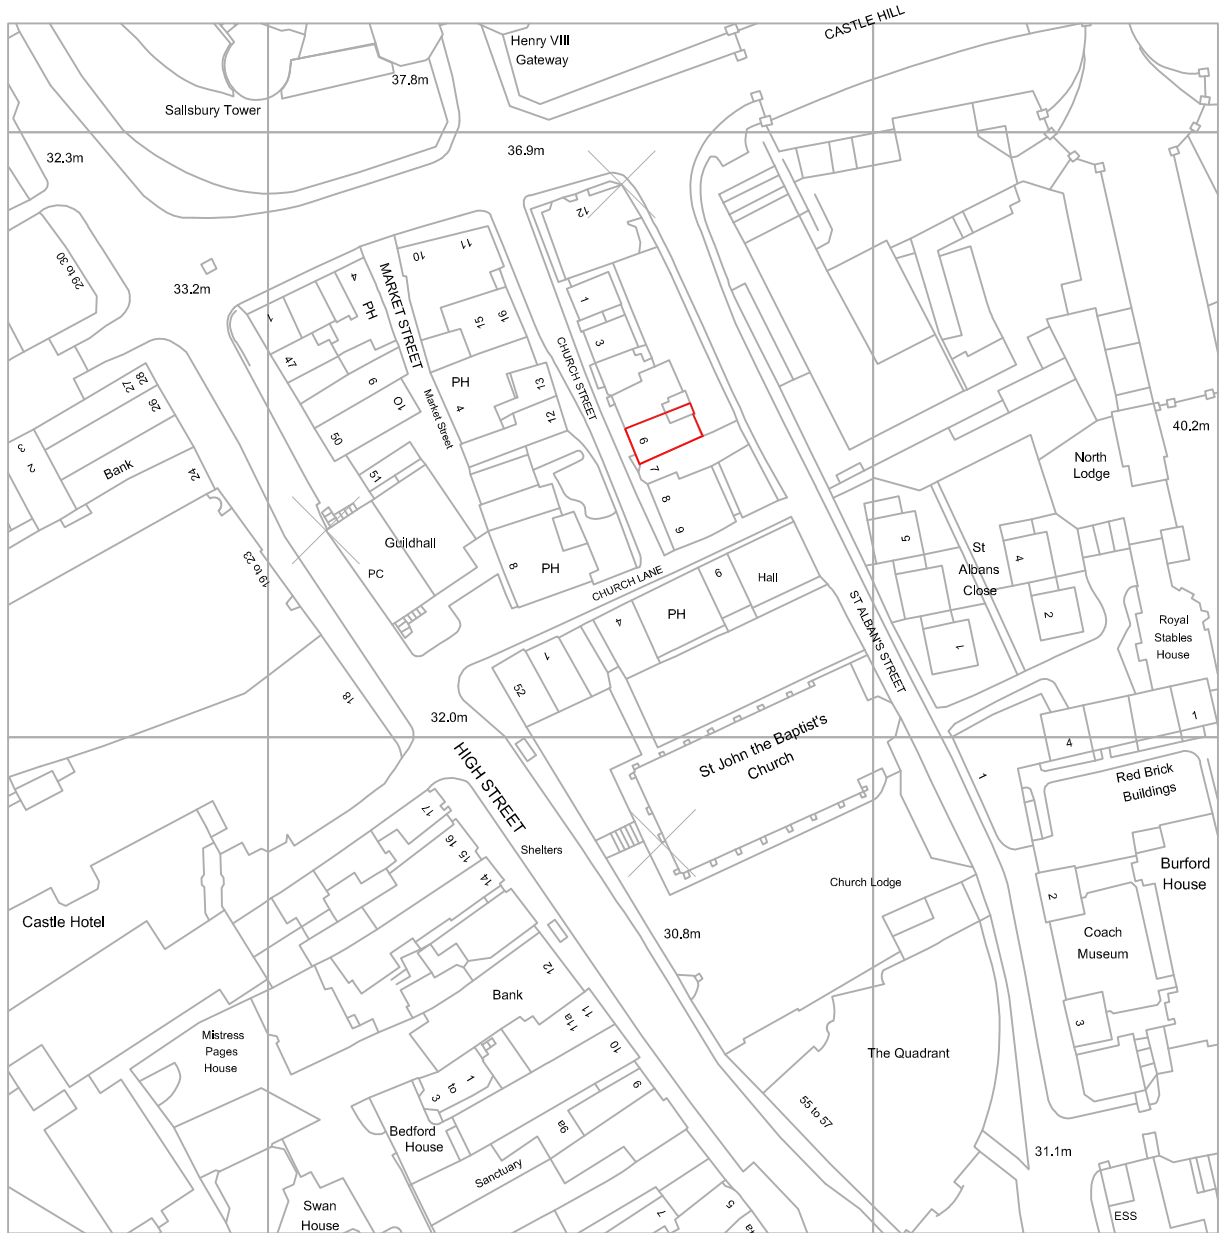 CASTLE HILL
Henry VIII
Gateway
37.8m
Sallsbury Tower
36.9m
32.3m
12
29 to 30
33.2m
11
10
4
PH
MARKET STREET
1
47
6
10
50
51
1
3
16
15
13
12
PH
4
Market Street
CHURCH STREET
6
7
8
9
28
27
26
3
2
Bank
24
40.2m
North
Lodge
Guildhall
PC
19 to 23
8
PH
CHURCH LANE
6
Hall
4
PH
5
St
Albans
Close
4
2
1
Royal
Stables
House
ST ALBAN'S STREET
1
52
18
32.0m
HIGH STREET
St John the Baptist's
Church
4
1
1
Red Brick
Buildings
17
16
15
14
Shelters
Church Lodge
Burford
House
2
Coach
Museum
3
Castle Hotel
30.8m
12
Bank
11
11a
10
Mistress
Pages
House
1
to
3
9
9a
The Quadrant
55 to 57
Bedford
House
Sanctuary
31.1m
Swan
House
7
5
ESS